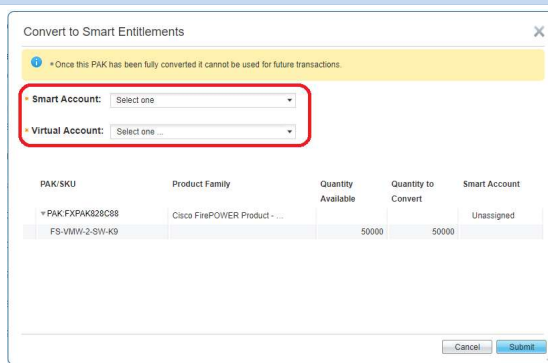 Convert to Smart Entitlements
* Once this PAK has been fully converted it cannot be used for future transactions.
* Smart Account: Select one
* Virtual Account: Select one ...
PAK/SKU Product Family Quantity Available Quantity to Convert Smart Account
PAK:FXPAK828C88 Cisco FirePOWER Product - ... Unassigned
FS-VMW-2-SW-K9 50000 50000
Cancel Submit